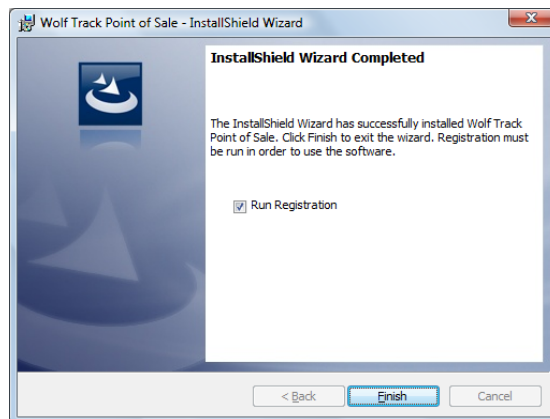 Wolf Track Point of Sale - InstallShield Wizard
InstallShield Wizard Completed
The InstallShield Wizard has successfully installed Wolf Track
Point of Sale. Click Finish to exit the wizard. Registration must
be run in order to use the software.
Run Registration
< Back
Finish
Cancel